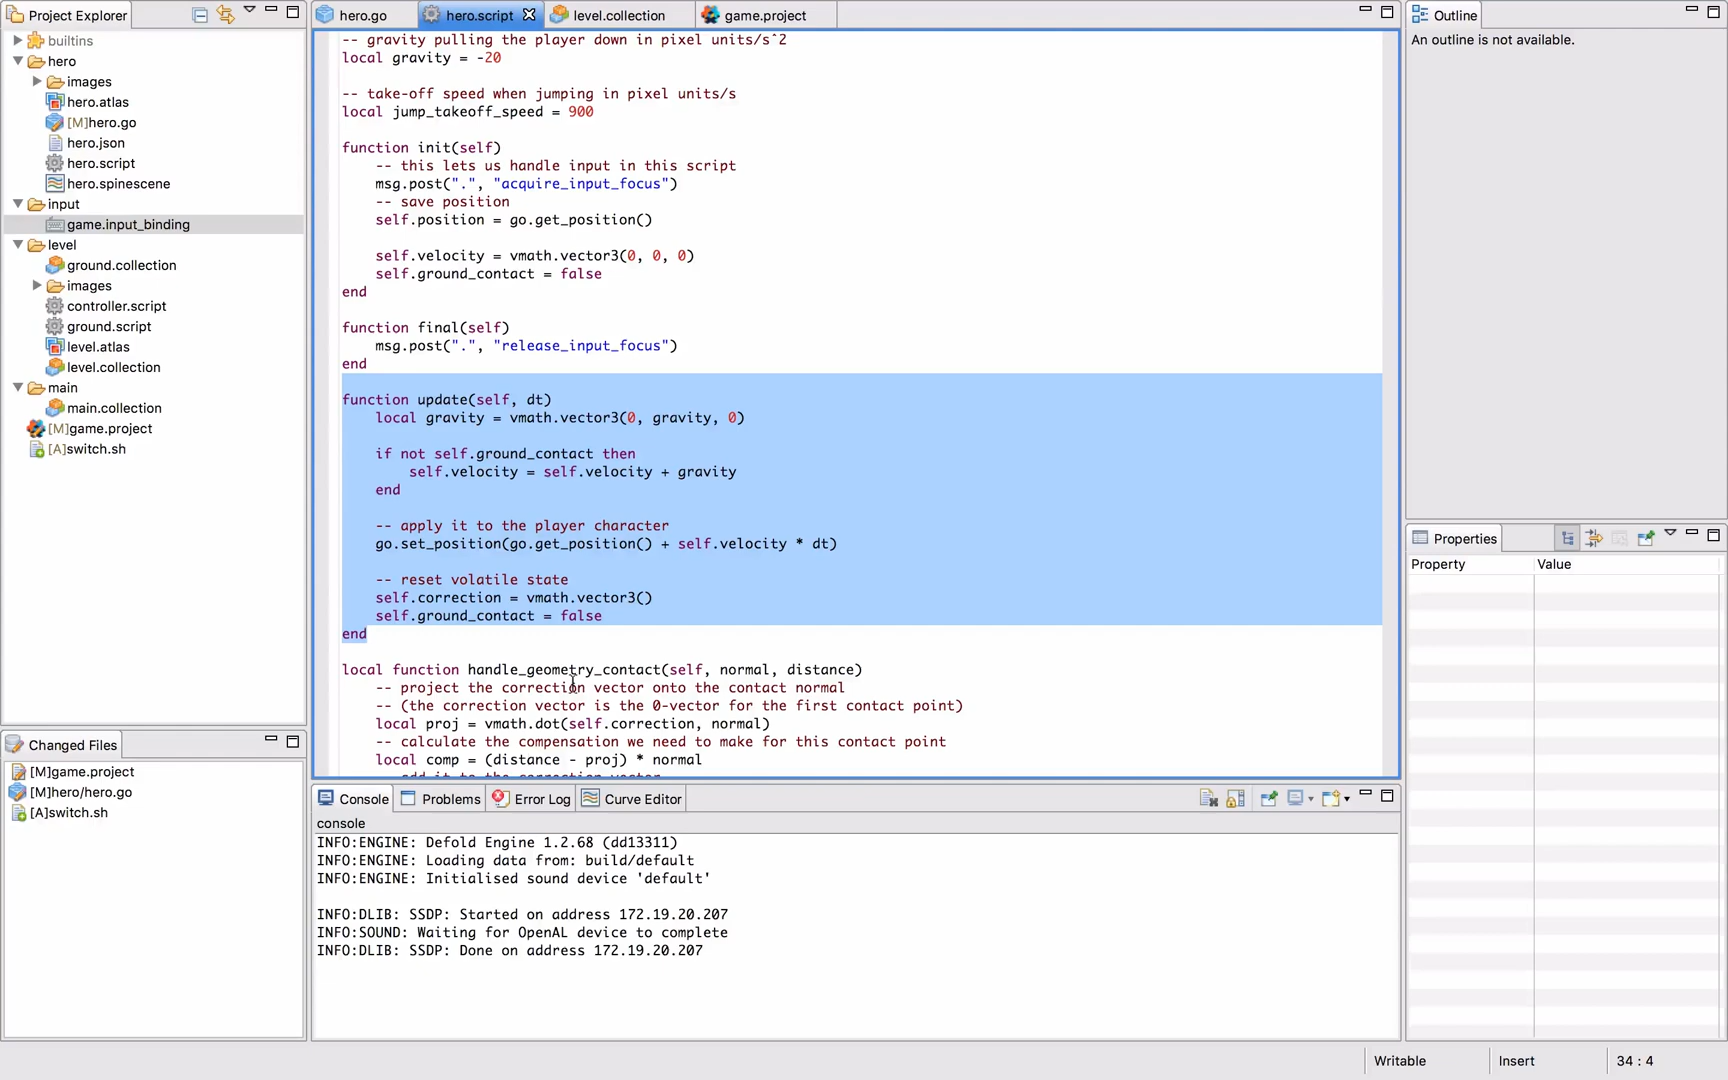 Project Explorer
builtins
hero
images
hero.atlas
[M]hero.go
hero.json
hero.script
hero.spinescene
input
game.input_binding
level
ground.collection
images
controller.script
ground.script
level.atlas
level.collection
main
main.collection
[M]game.project
[A]switch.sh
Changed Files
[M]game.project
[M]hero/hero.go
[A]switch.sh
hero.go
hero.script
level.collection
game.project
-- gravity pulling the player down in pixel units/s^2
local gravity = -20
-- take-off speed when jumping in pixel units/s
local jump_takeoff_speed = 900
function init(self)
-- this lets us handle input in this script
msg.post(".", "acquire_input_focus")
-- save position
self.position = go.get_position()
self.velocity = vmath.vector3(0, 0, 0)
self.ground_contact = false
end
function final(self)
msg.post(".", "release_input_focus")
end
function update(self, dt)
local gravity = vmath.vector3(0, gravity, 0)
if not self.ground_contact then
self.velocity = self.velocity + gravity
end
-- apply it to the player character
go.set_position(go.get_position() + self.velocity * dt)
-- reset volatile state
self.correction = vmath.vector3()
self.ground_contact = false
end
local function handle_geometry_contact(self, normal, distance)
-- project the correction vector onto the contact normal
-- (the correction vector is the 0-vector for the first contact point)
local proj = vmath.dot(self.correction, normal)
-- calculate the compensation we need to make for this contact point
local comp = (distance - proj) * normal
-- add it to the correction vector
Console
Problems
Error Log
Curve Editor
console
INFO:ENGINE: Defold Engine 1.2.68 (dd13311)
INFO:ENGINE: Loading data from: build/default
INFO:ENGINE: Initialised sound device 'default'
INFO:DLIB: SSDP: Started on address 172.19.20.207
INFO:SOUND: Waiting for OpenAL device to complete
INFO:DLIB: SSDP: Done on address 172.19.20.207
Outline
An outline is not available.
Properties
Property
Value
Writable
Insert
34 : 4